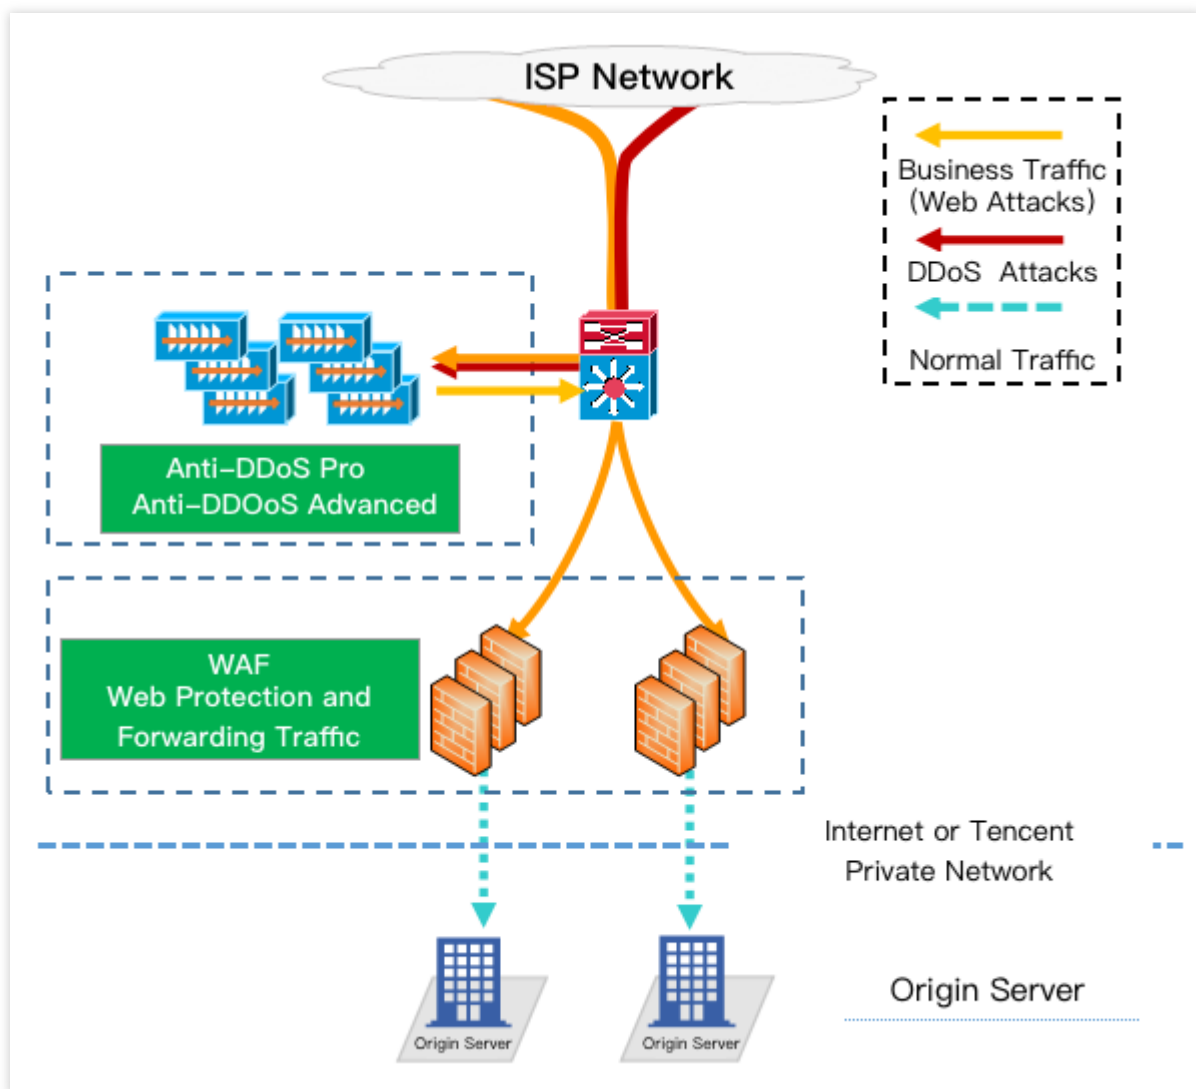 ISP Network
Business Traffic
(Web Attacks)
DDoS Attacks
Normal Traffic
Anti-DDoS Pro
Anti-DDOoS Advanced
WAF
Web Protection and
Forwarding Traffic
Internet or Tencent
Private Network
Origin Server
Origin Server
Origin Server